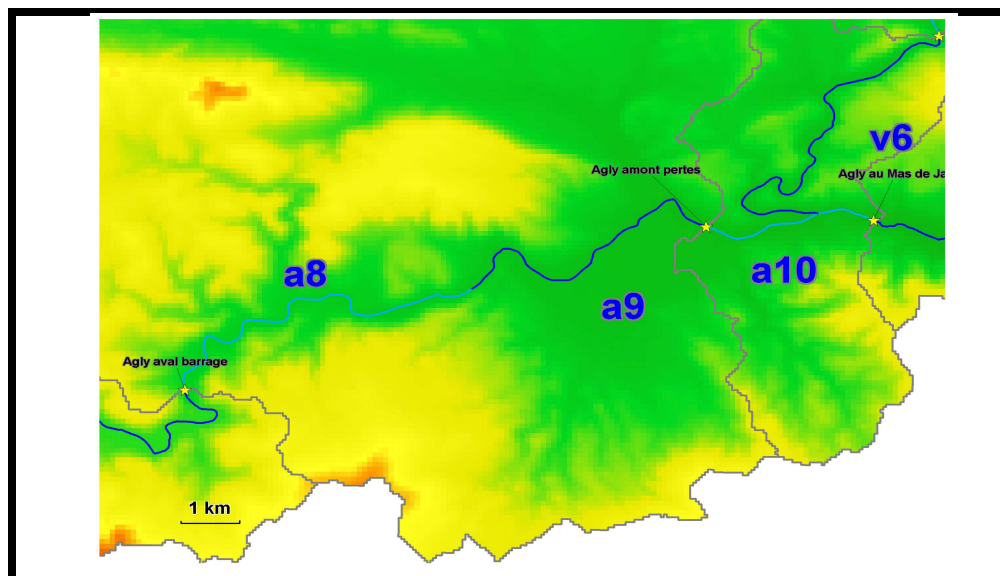 v6
Agly amont pertes
Agly au Mas de Ja
a8
a10
a9
Agly aval barrage
1 km